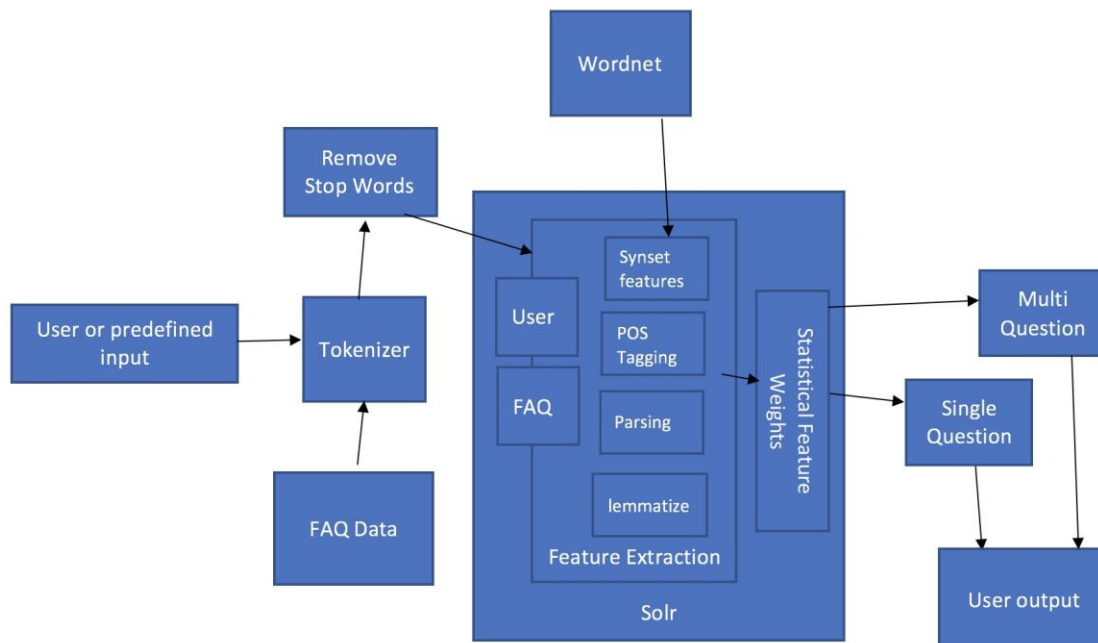 Wordnet
Remove
Stop Words
Synset
features
User
POS
Tagging
FAQ
Parsing
lemmatize
Feature Extraction
Solr
Statistical Feature
Weights
User or predefined
input
Tokenizer
FAQ Data
Multi
Question
Single
Question
User output